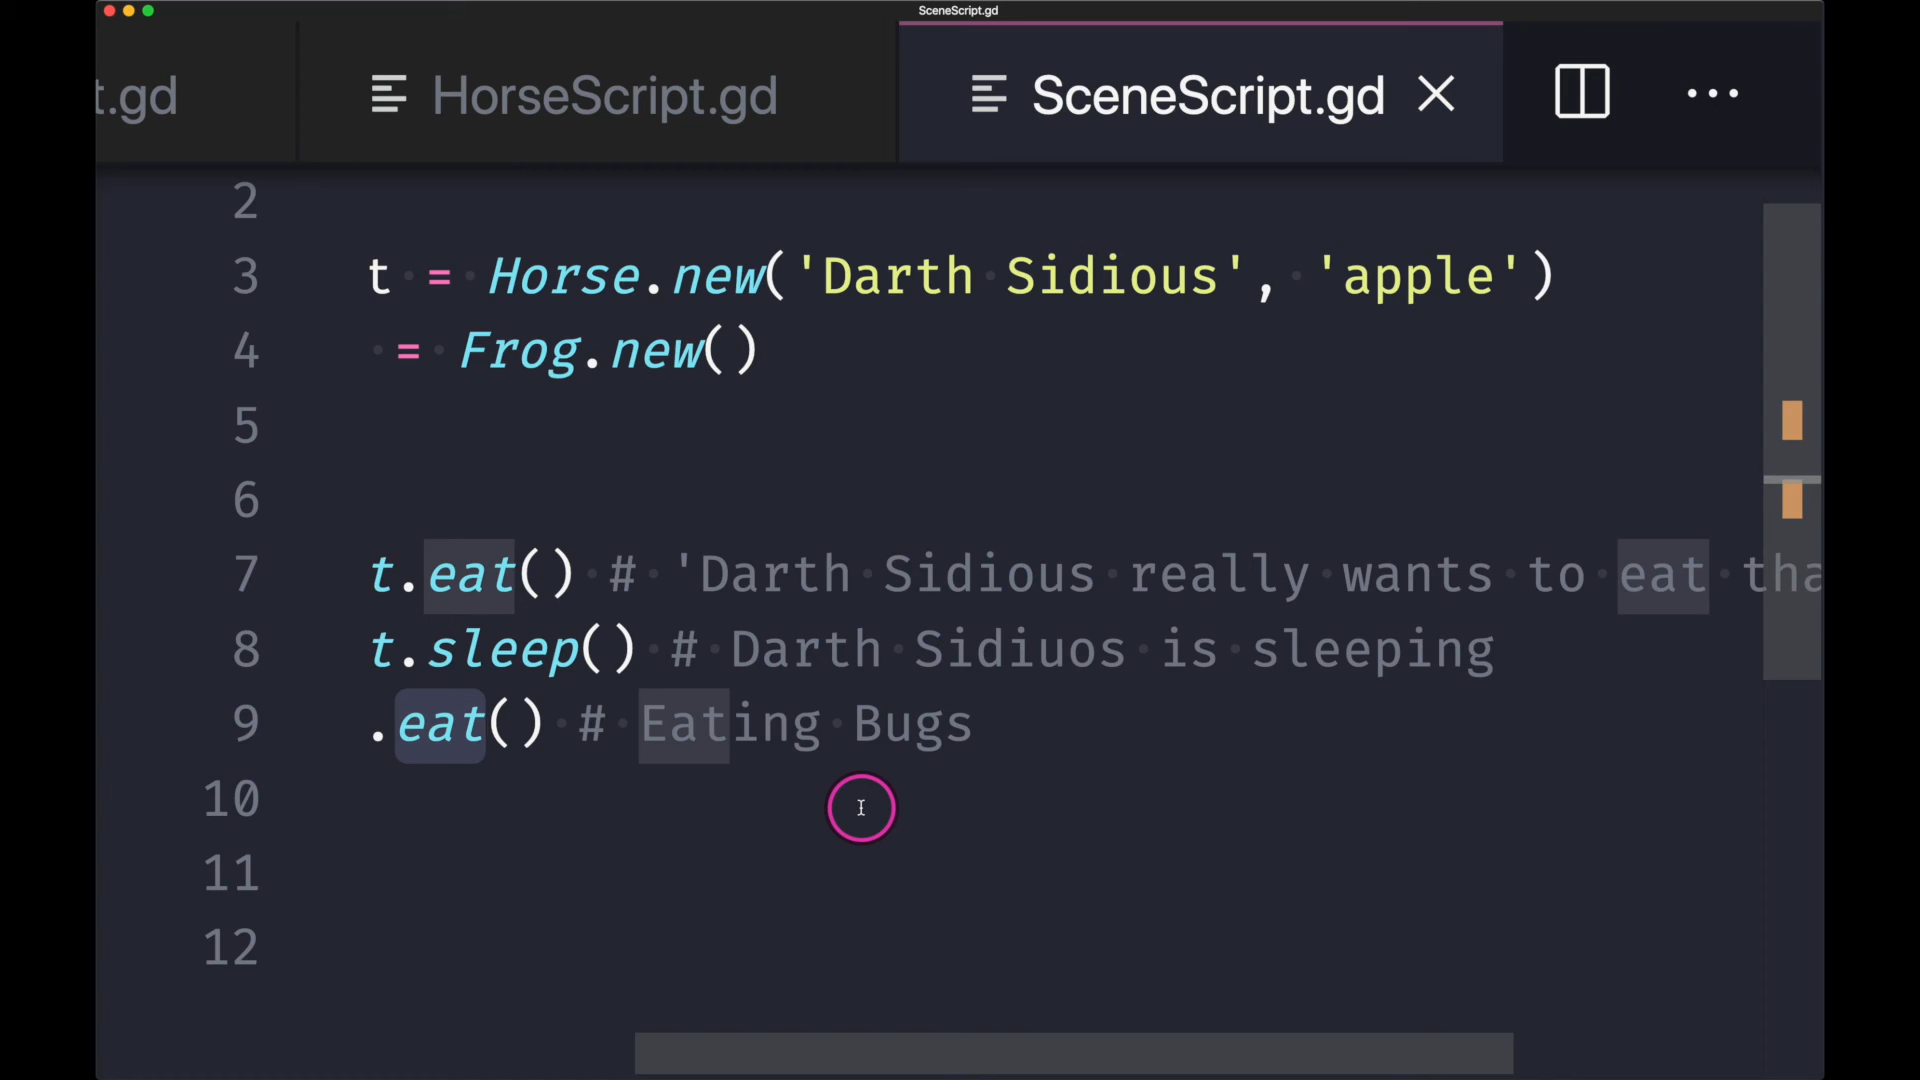 SceneScript.gd
t.gd
HorseScript.gd
SceneScript.gd
2
3 t = Horse.new('Darth Sidious', 'apple')
4 = Frog.new()
5
6
7 t.eat() # 'Darth Sidious really wants to eat tha
8 t.sleep() # Darth Sidiuos is sleeping
9 .eat() # Eating Bugs
10
11
12